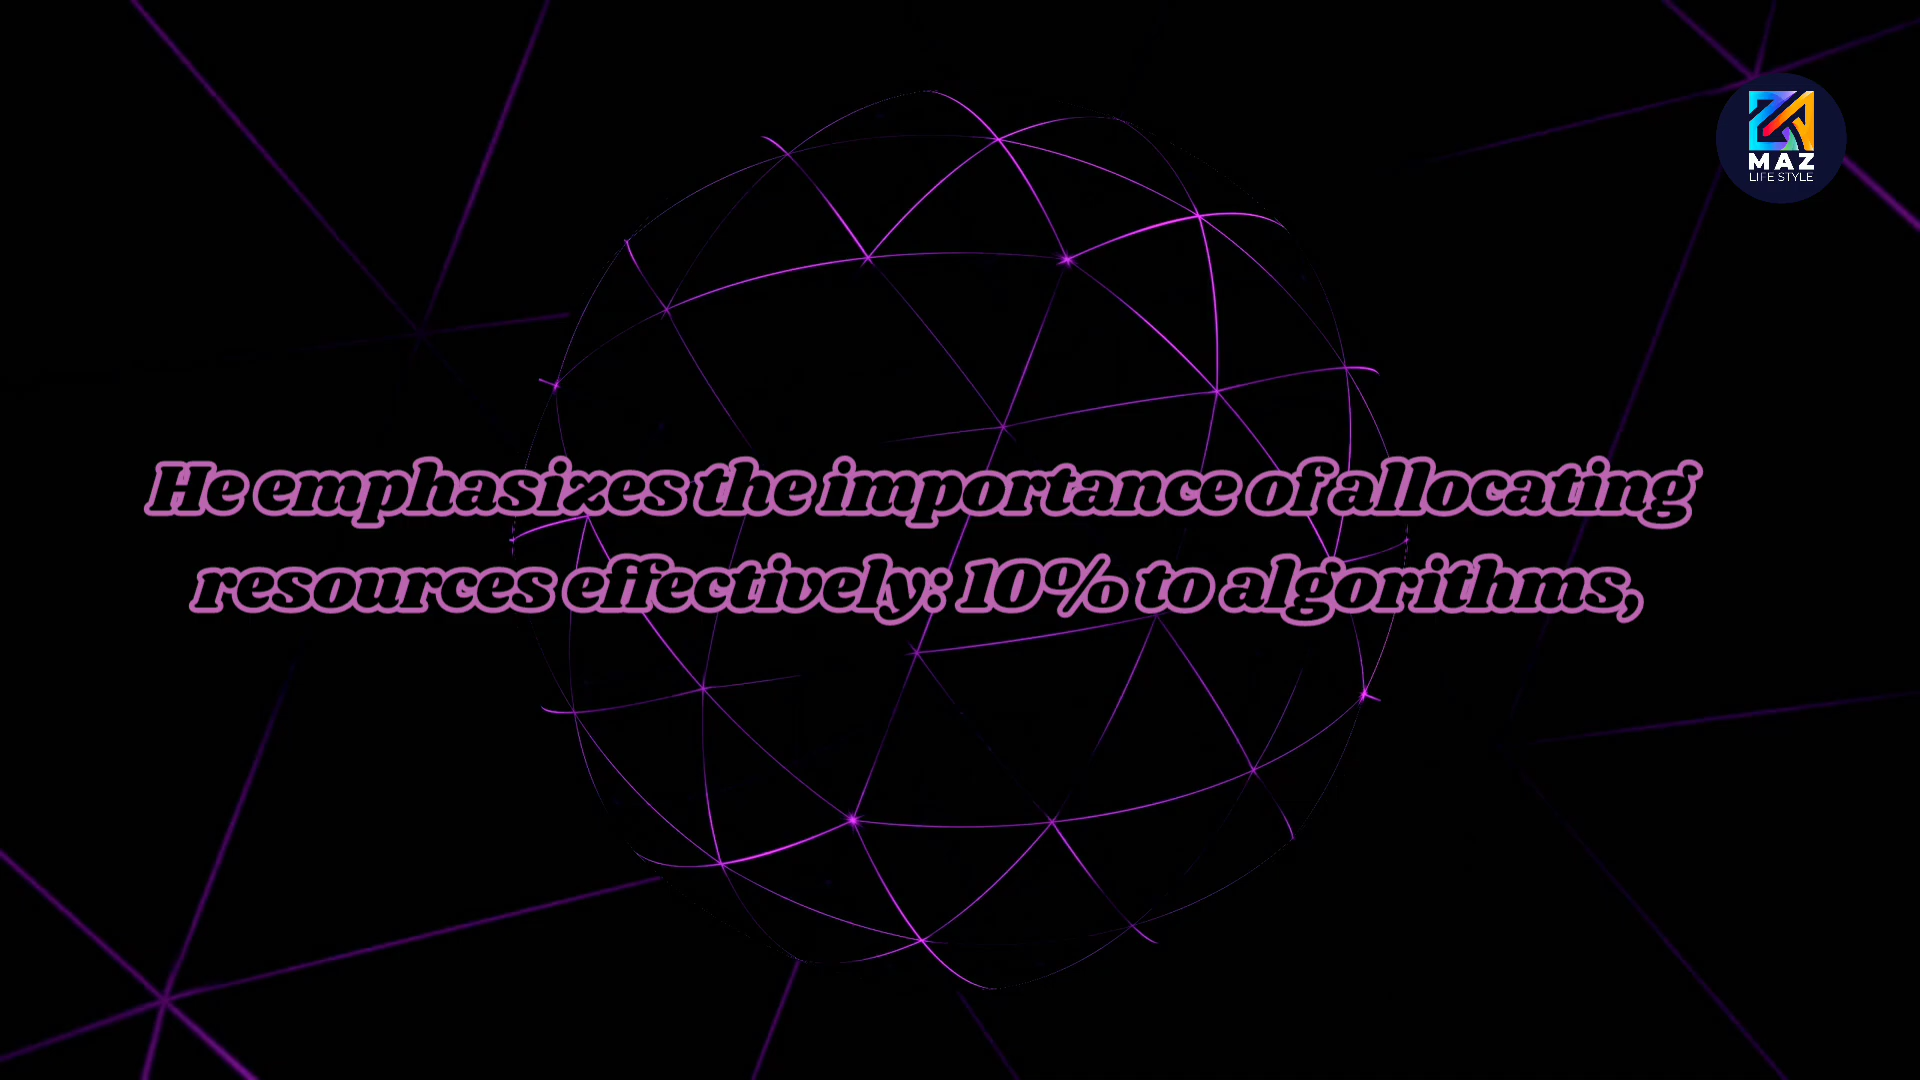 MAZ
LIFE STYLE
He emphasizes the importance of allocating
resources effectively: 10% to algorithms,